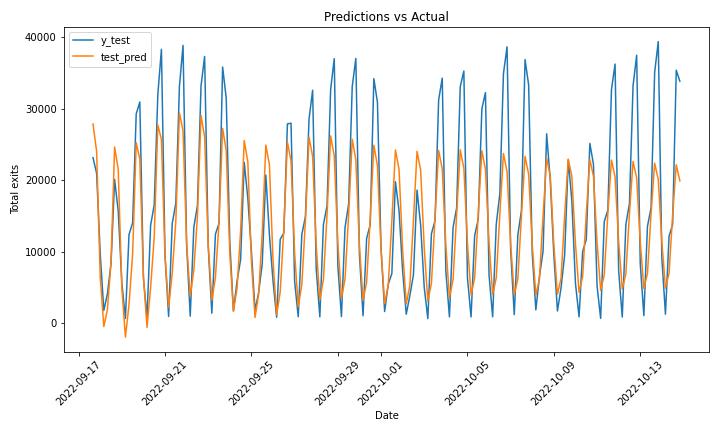 Predictions vs Actual
y_test
test_pred
40000
30000
20000
10000
0
Total exits
2022-09-17
2022-09-21
2022-09-25
2022-09-29
2022-10-01
2022-10-05
2022-10-09
2022-10-13
Date